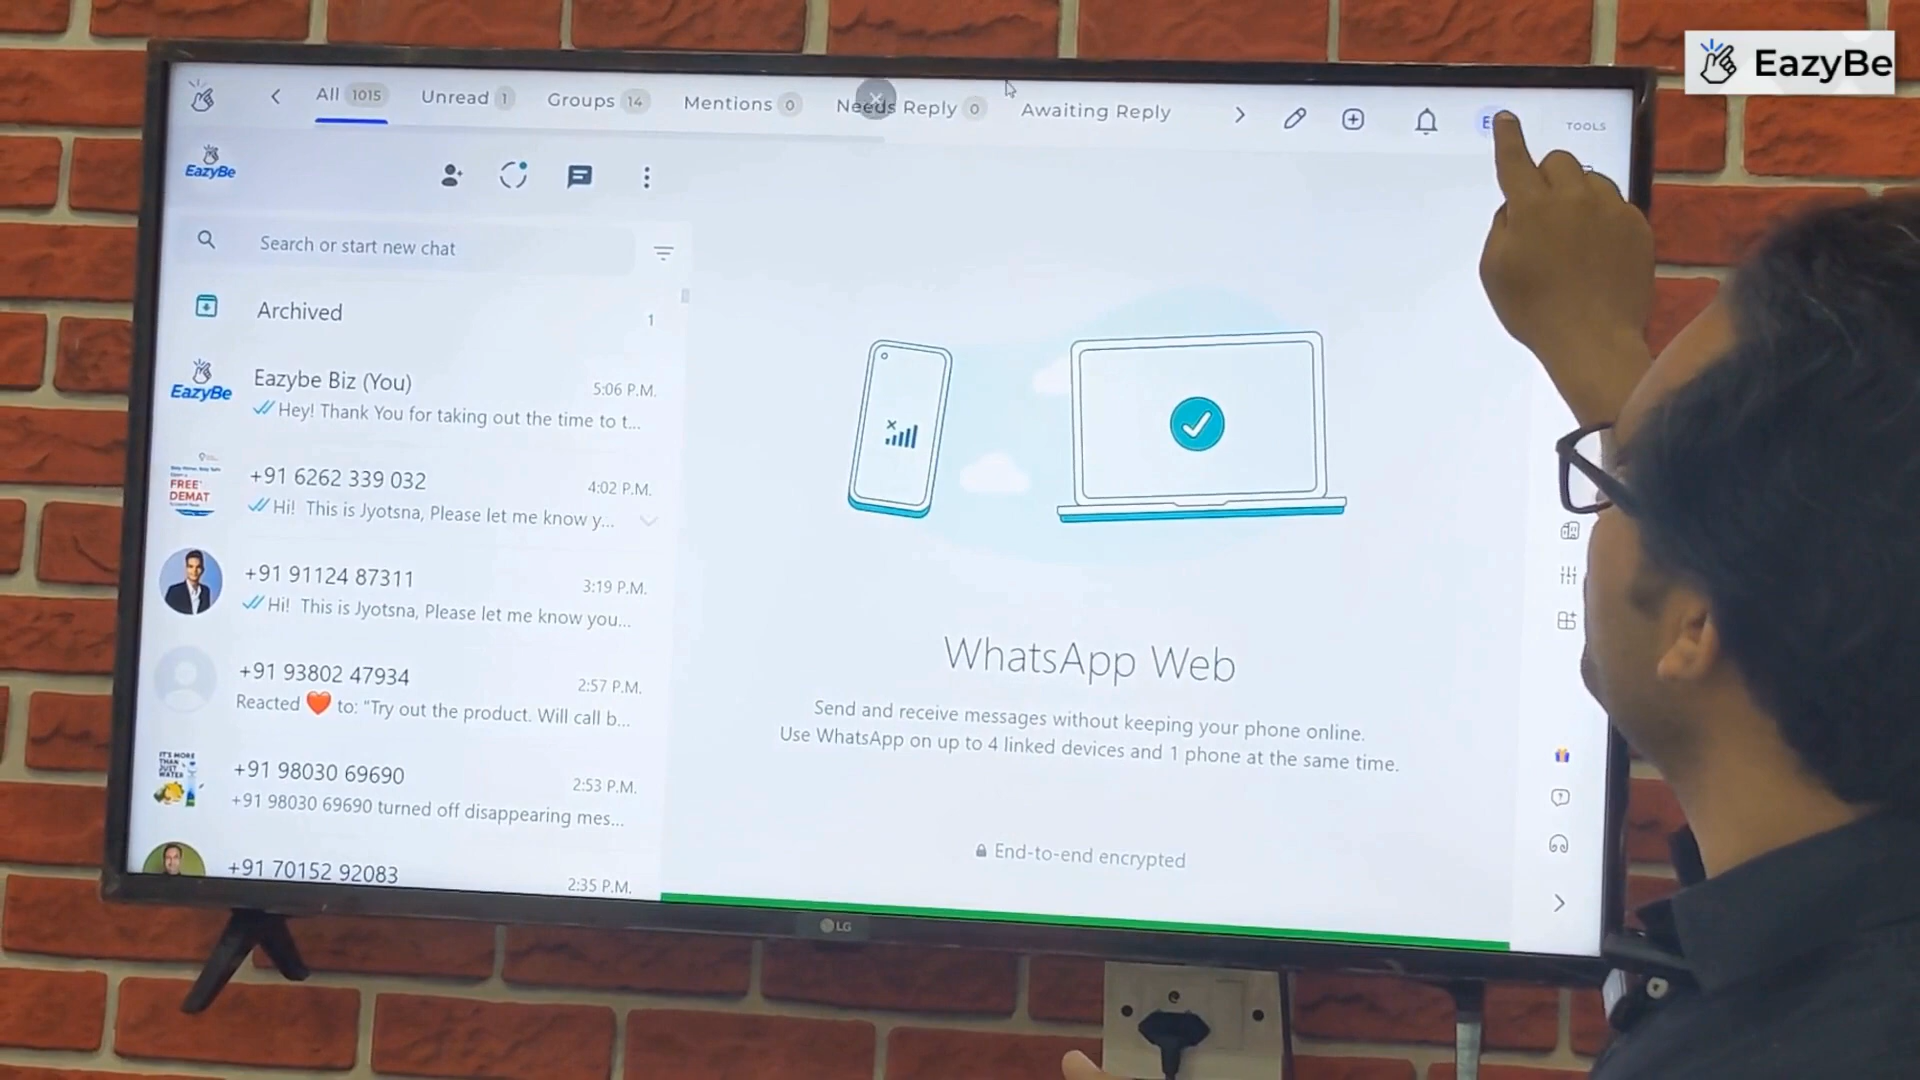 EazyBe
All 1015
Unread 1
Groups 14
Mentions 0
Needs Reply 0
Awaiting Reply
TOOLS
EazyBe
Search or start new chat
Archived
1
EazyBe
Eazybe Biz (You)
5:06 P.M.
Hey! Thank You for taking out the time to t...
FREE
DEMAT
+91 6262 339 032
4:02 P.M.
Hi! This is Jyotsna, Please let me know y...
+91 91124 87311
3:19 P.M.
Hi! This is Jyotsna, Please let me know you...
+91 93802 47934
2:57 P.M.
Reacted ❤️ to: "Try out the product. Will call b...
IT'S MORE
THAN
JUST
WATER
+91 98030 69690
2:53 P.M.
+91 98030 69690 turned off disappearing mes...
+91 70152 92083
2:35 P.M.
WhatsApp Web
Send and receive messages without keeping your phone online.
Use WhatsApp on up to 4 linked devices and 1 phone at the same time.
End-to-end encrypted
LG